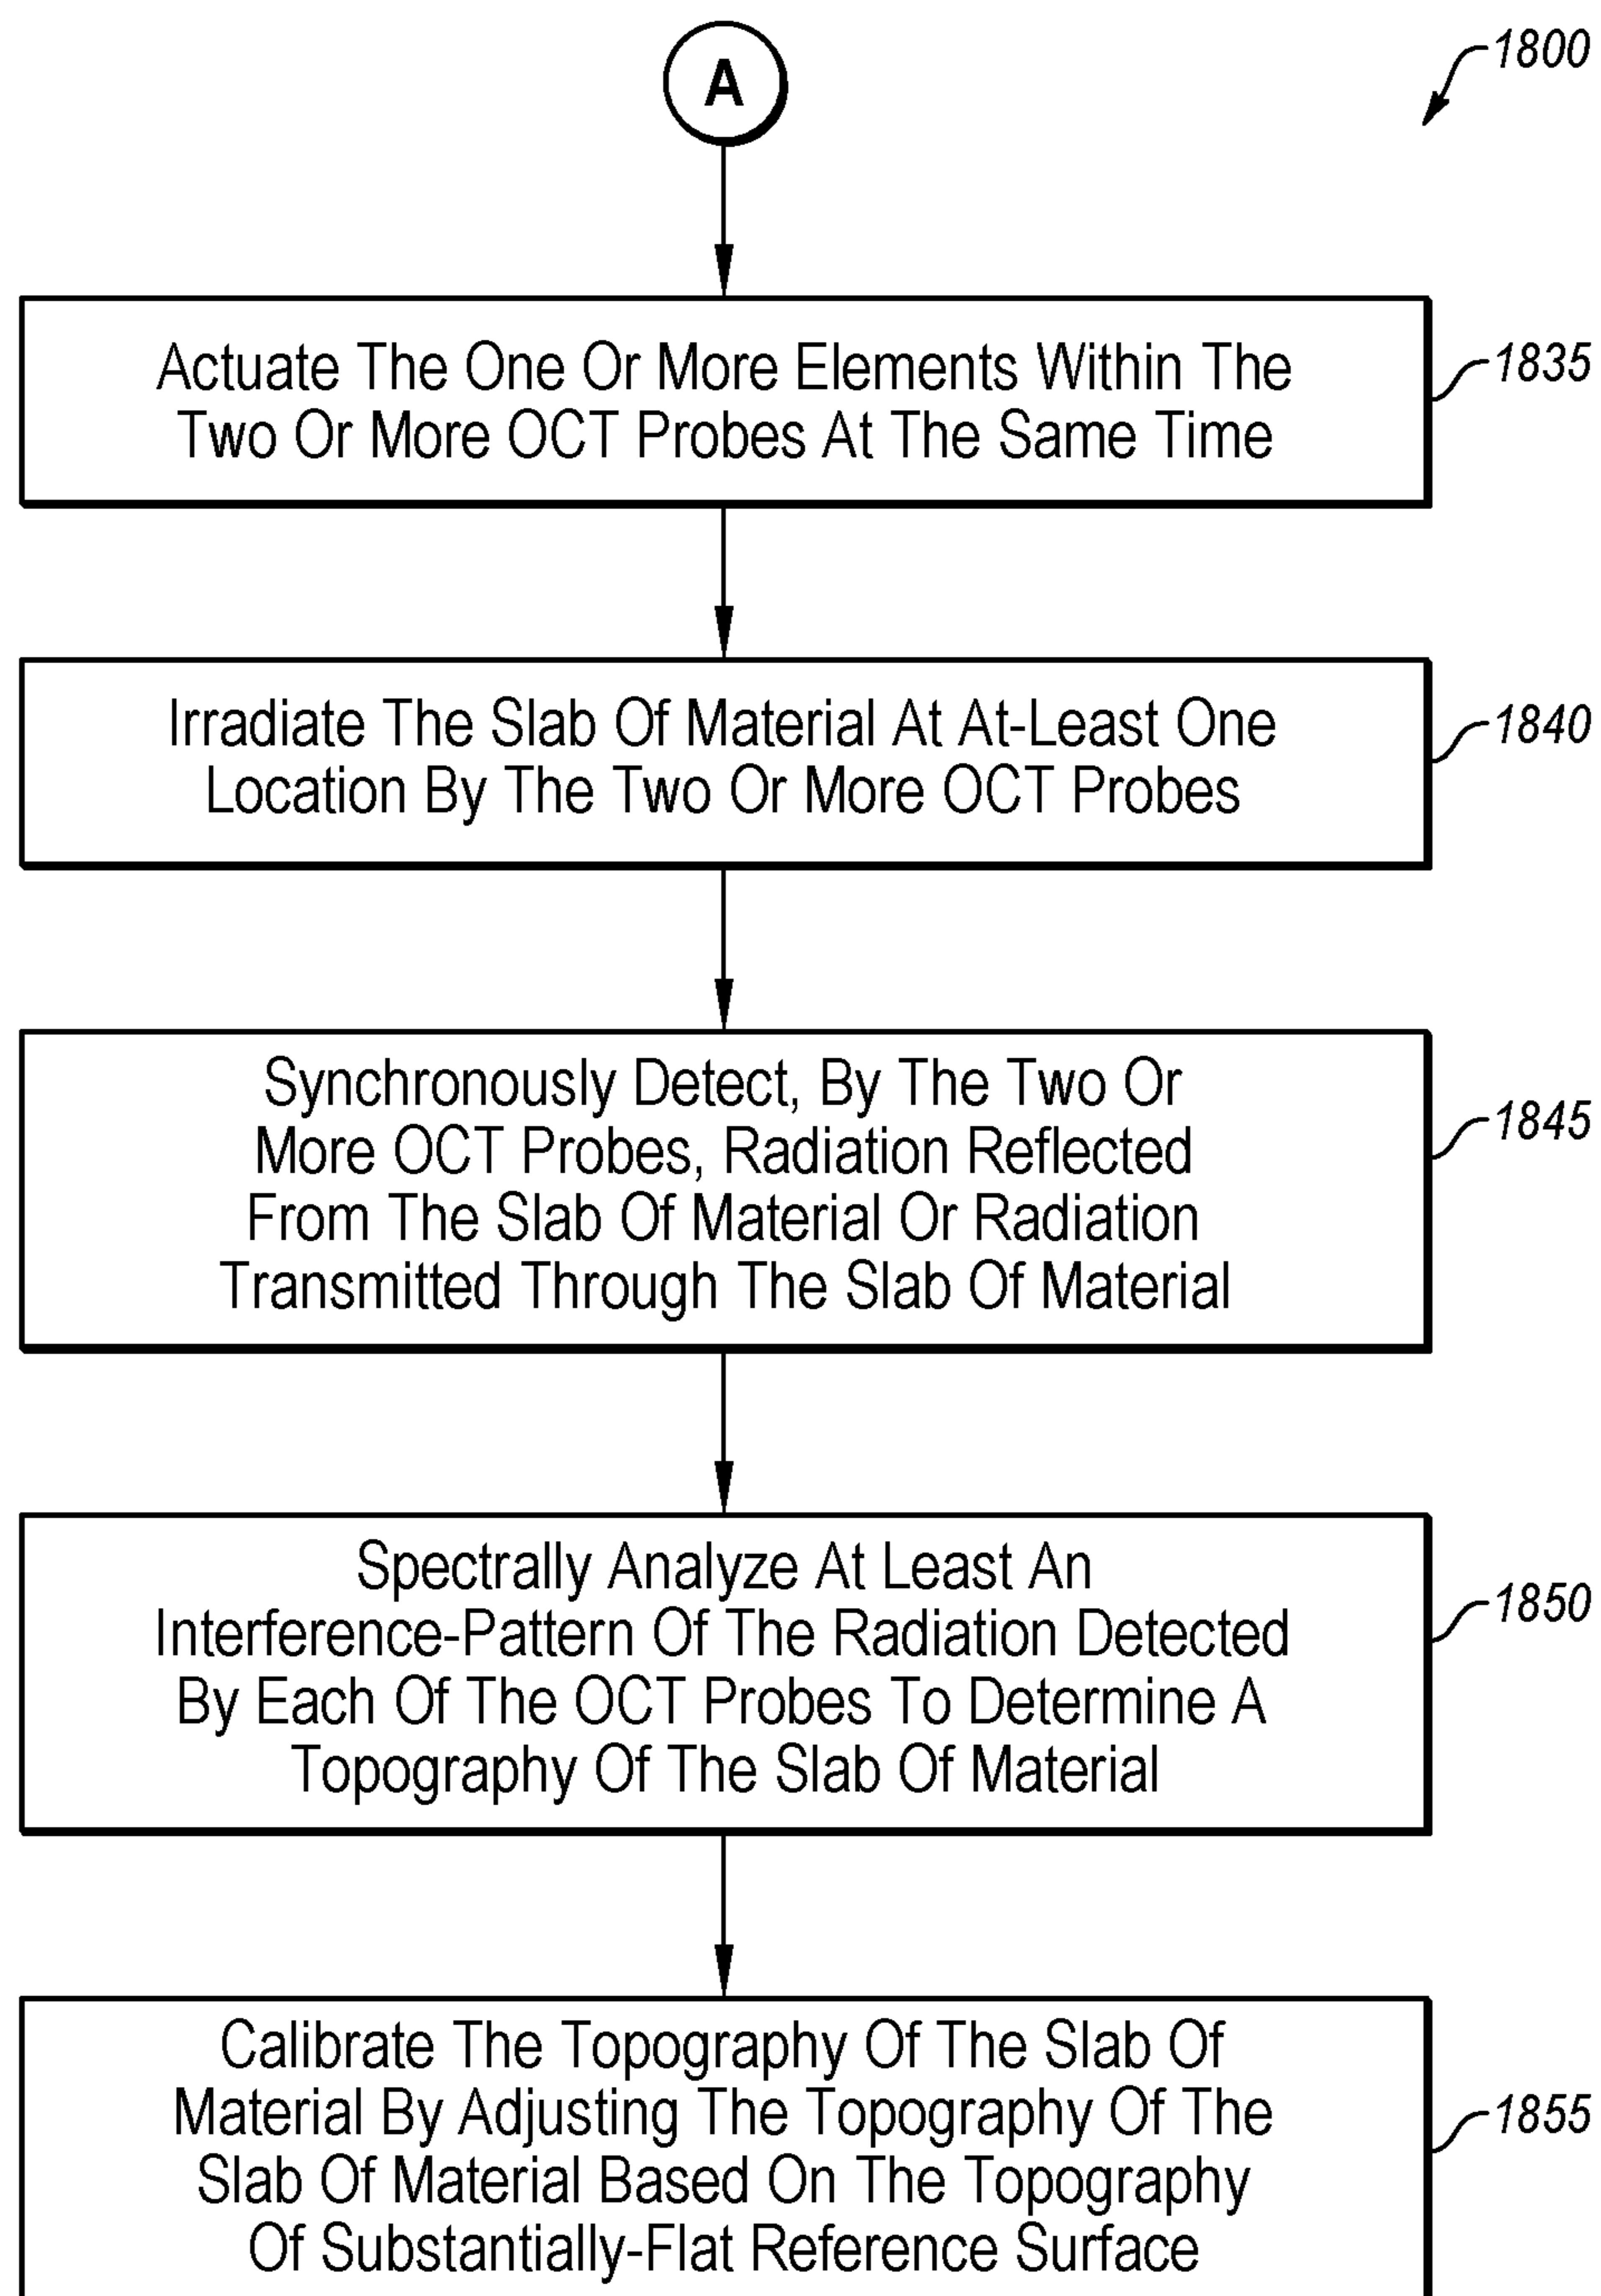 A
1800
Actuate The One Or More Elements Within The
Two Or More OCT Probes At The Same Time
1835
Irradiate The Slab Of Material At At-Least One
Location By The Two Or More OCT Probes
1840
Synchronously Detect, By The Two Or
More OCT Probes, Radiation Reflected
From The Slab Of Material Or Radiation
Transmitted Through The Slab Of Material
1845
Spectrally Analyze At Least An
Interference-Pattern Of The Radiation Detected
By Each Of The OCT Probes To Determine A
Topography Of The Slab Of Material
1850
Calibrate The Topography Of The Slab Of
Material By Adjusting The Topography Of The
Slab Of Material Based On The Topography
Of Substantially-Flat Reference Surface
1855